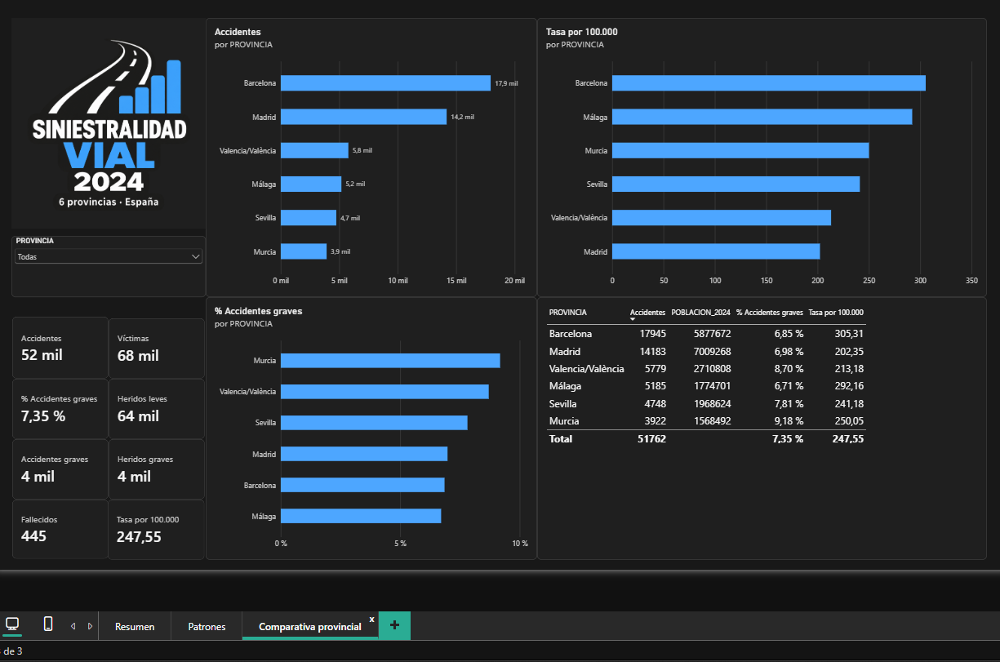 SINIESTRALIDAD
VIAL
2024
6 provincias · España
PROVINCIA
Todas
Accidentes
52 mil
Víctimas
68 mil
% Accidentes graves
7,35 %
Heridos leves
64 mil
Accidentes graves
4 mil
Heridos graves
4 mil
Fallecidos
445
Tasa por 100.000
247,55
Accidentes
por PROVINCIA
Barcelona 17,9 mil
Madrid 14,2 mil
Valencia/València 5,8 mil
Málaga 5,2 mil
Sevilla 4,7 mil
Murcia 3,9 mil
0 mil 5 mil 10 mil 15 mil 20 mil
Tasa por 100.000
por PROVINCIA
Barcelona
Málaga
Murcia
Sevilla
Valencia/València
Madrid
0 50 100 150 200 250 300 350
% Accidentes graves
por PROVINCIA
Murcia
Valencia/València
Sevilla
Madrid
Barcelona
Málaga
0 % 5 % 10 %
PROVINCIA Accidentes POBLACION_2024 % Accidentes graves Tasa por 100.000
Barcelona 17945 5877672 6,85 % 305,31
Madrid 14183 7009268 6,98 % 202,35
Valencia/València 5779 2710808 8,70 % 213,18
Málaga 5185 1774701 6,71 % 292,16
Sevilla 4748 1968624 7,81 % 241,18
Murcia 3922 1568492 9,18 % 250,05
Total 51762 7,35 % 247,55
Resumen Patrones Comparativa provincial x +
de 3